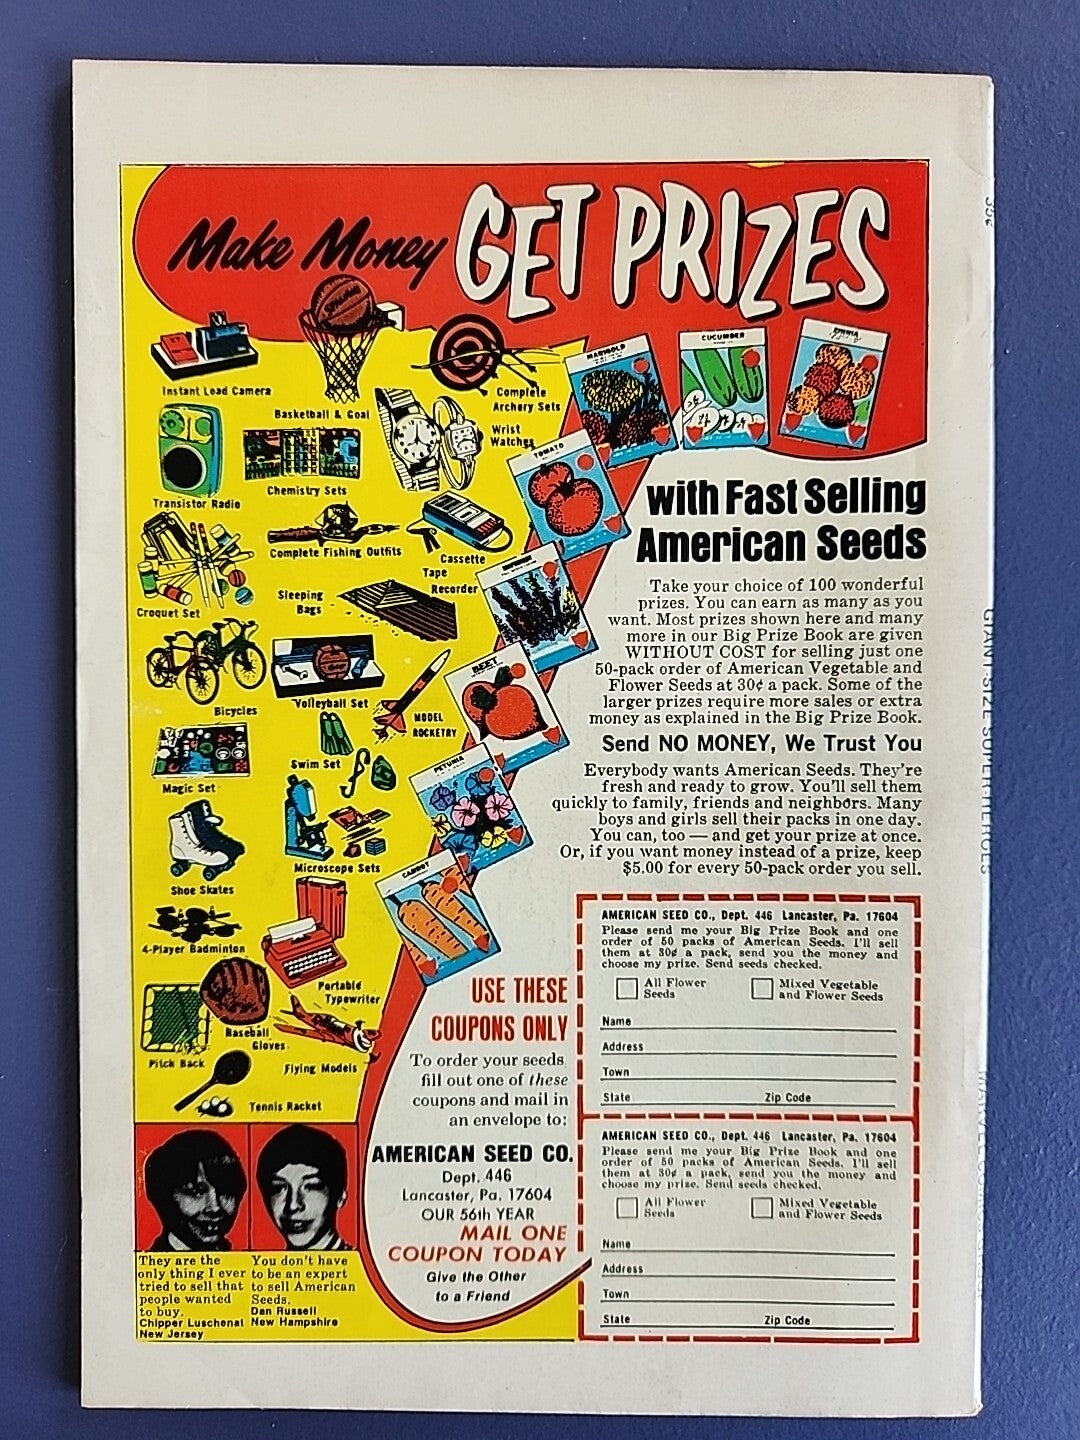 Make Money GET PRIZES
Instant Load Camera
SPALDING
Basketball & Goal
Complete
Archery Sets
MARIGOLD
CUCUMBER
ZINNIA
Transistor Radio
Chemistry Sets
Wrist
Watches
TOMATO
with Fast Selling
American Seeds
Croquet Set
Complete Fishing Outfits
Cassette
Tape
Recorder
Sleeping
Bags
Take your choice of 100 wonderful
prizes. You can earn as many as you
want. Most prizes shown here and many
more in our Big Prize Book are given
WITHOUT COST for selling just one
50-pack order of American Vegetable and
Flower Seeds at 30¢ a pack. Some of the
larger prizes require more sales or extra
money as explained in the Big Prize Book.
Bicycles
Volleyball Set
MODEL
ROCKETRY
BEET
Send NO MONEY, We Trust You
Magic Set
Swim Set
PETUNIA
Everybody wants American Seeds. They're
fresh and ready to grow. You'll sell them
quickly to family, friends and neighbors. Many
boys and girls sell their packs in one day.
You can, too — and get your prize at once.
Or, if you want money instead of a prize, keep
$5.00 for every 50-pack order you sell.
Shoe Skates
Microscope Sets
CARROT
4-Player Badminton
Portable
Typewriter
Pitch Back
Baseball
Gloves
Flying Models
Tennis Racket
USE THESE
COUPONS ONLY
To order your seeds
fill out one of these
coupons and mail in
an envelope to:
AMERICAN SEED CO.
Dept. 446
Lancaster, Pa. 17604
OUR 56th YEAR
MAIL ONE
COUPON TODAY
Give the Other
to a Friend
AMERICAN SEED CO., Dept. 446 Lancaster, Pa. 17604
Please send me your Big Prize Book and one
order of 50 packs of American Seeds. I'll sell
them at 30¢ a pack, send you the money and
choose my prize. Send seeds checked.
All Flower
Seeds
Mixed Vegetable
and Flower Seeds
Name
Address
Town
State Zip Code
AMERICAN SEED CO., Dept. 446 Lancaster, Pa. 17604
Please send me your Big Prize Book and one
order of 50 packs of American Seeds. I'll sell
them at 30¢ a pack, send you the money and
choose my prize. Send seeds checked.
All Flower
Seeds
Mixed Vegetable
and Flower Seeds
Name
Address
Town
State Zip Code
They are the
only thing I ever
tried to sell that
people wanted
to buy.
Chipper Luschenat
New Jersey
You don't have
to be an expert
to sell American
Seeds.
Dan Russell
New Hampshire
35¢
GIANT-SIZE SUPER-HEROES